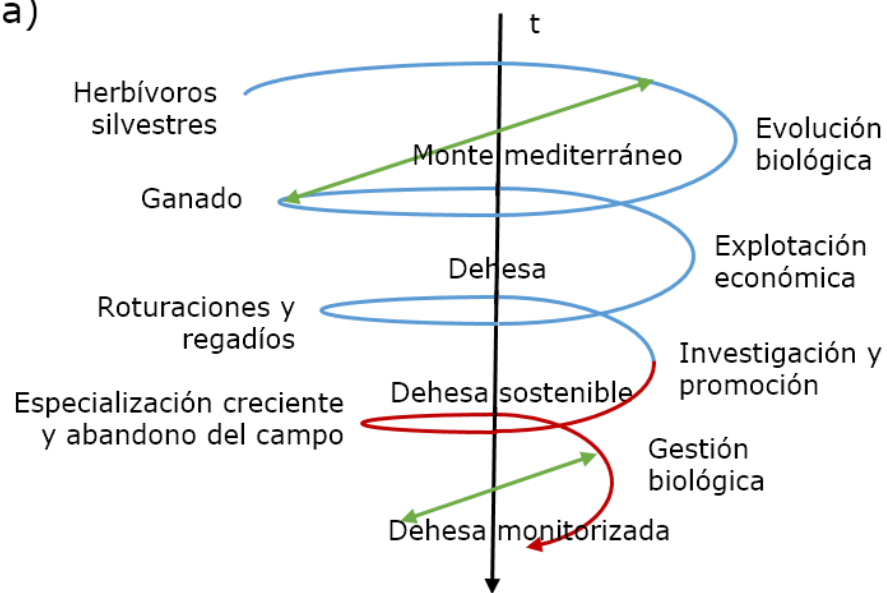 a)
t
Herbívoros
silvestres
Evolución
biológica
Monte mediterráneo
Ganado
Explotación
económica
Dehesa
Roturaciones y
regadíos
Investigación y
promoción
Dehesa sostenible
Especialización creciente
y abandono del campo
Gestión
biológica
Dehesa monitorizada